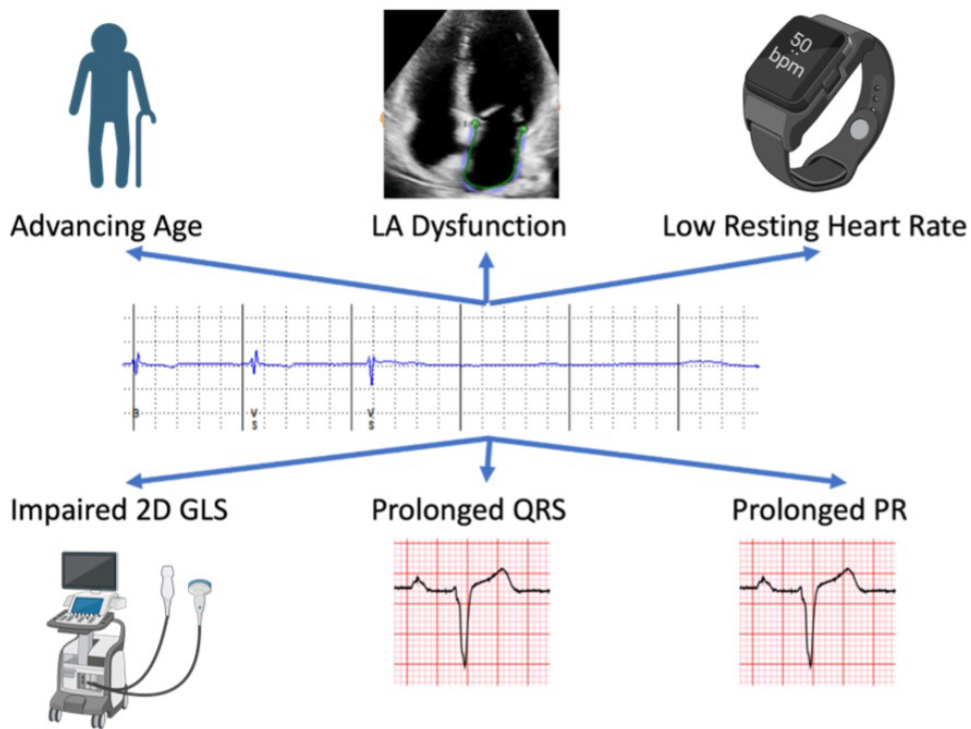 50
bpm
Advancing Age
LA Dysfunction
Low Resting Heart Rate
V
S
V
S
Impaired 2D GLS
Prolonged QRS
Prolonged PR